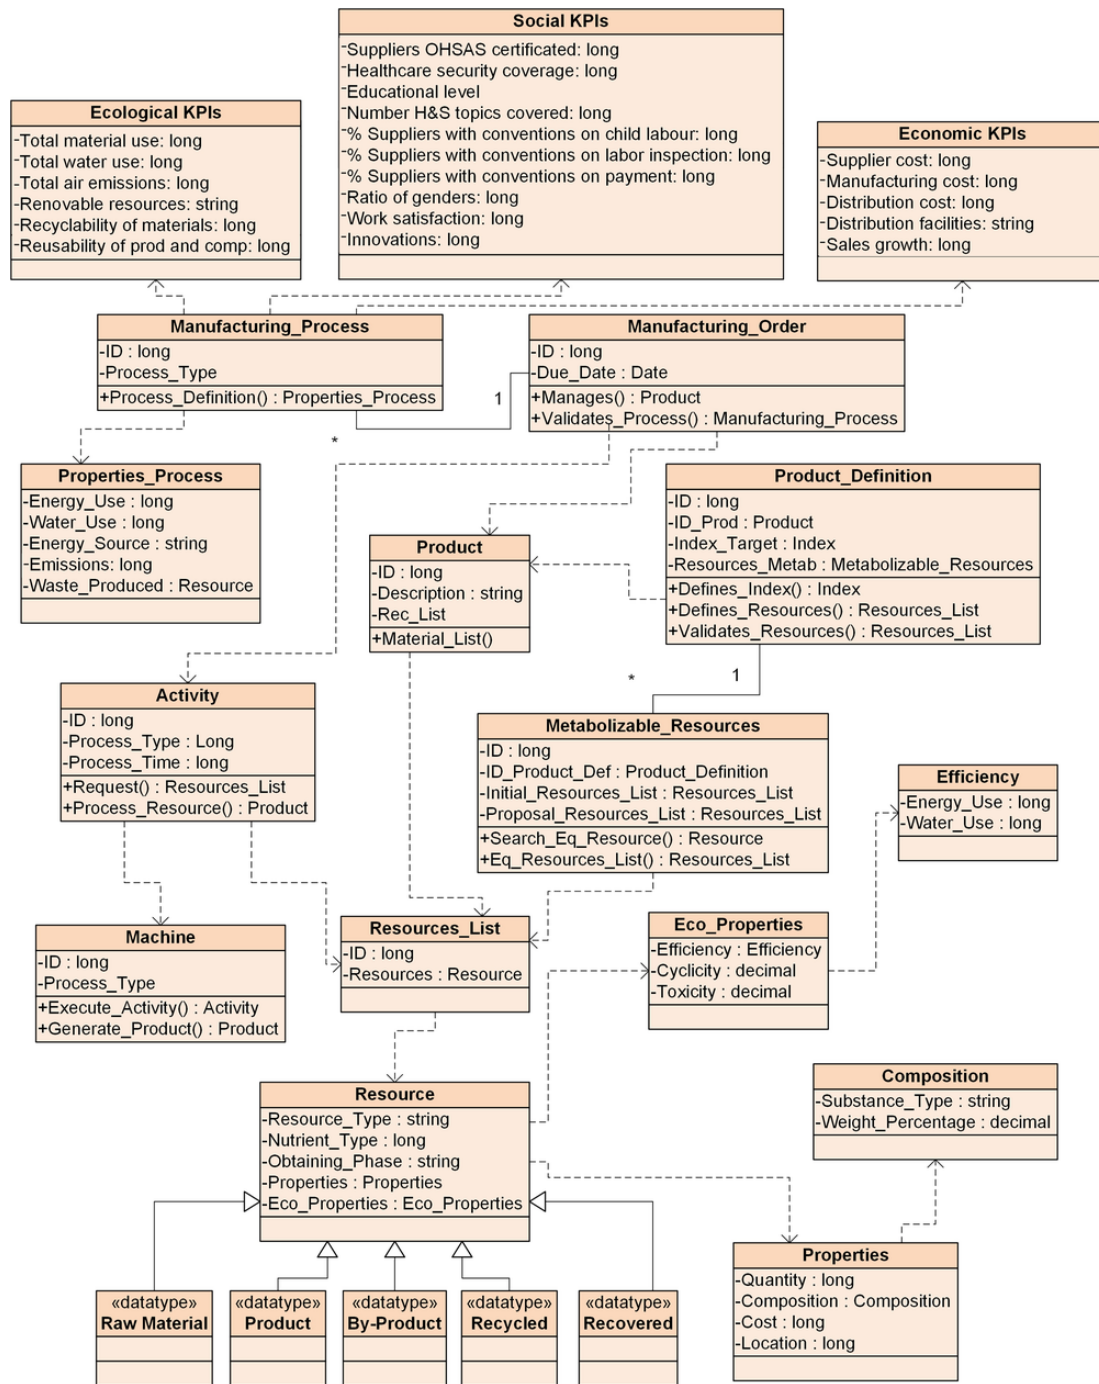 Social KPIs
-Suppliers OHSAS certificated: long
-Healthcare security coverage: long
-Educational level
-Number H&S topics covered: long
-% Suppliers with conventions on child labour: long
-% Suppliers with conventions on labor inspection: long
-% Suppliers with conventions on payment: long
-Ratio of genders: long
-Work satisfaction: long
-Innovations: long
Ecological KPIs
-Total material use: long
-Total water use: long
-Total air emissions: long
-Renovable resources: string
-Recyclability of materials: long
-Reusability of prod and comp: long
Economic KPIs
-Supplier cost: long
-Manufacturing cost: long
-Distribution cost: long
-Distribution facilities: string
-Sales growth: long
Manufacturing_Process
-ID : long
-Process_Type
+Process_Definition() : Properties_Process
Manufacturing_Order
-ID : long
-Due_Date : Date
+Manages() : Product
+Validates_Process() : Manufacturing_Process
1
*
Properties_Process
-Energy_Use : long
-Water_Use : long
-Energy_Source : string
-Emissions: long
-Waste_Produced : Resource
Product
-ID : long
-Description : string
-Rec_List
+Material_List()
Product_Definition
-ID : long
-ID_Prod : Product
-Index_Target : Index
-Resources_Metab : Metabolizable_Resources
+Defines_Index() : Index
+Defines_Resources() : Resources_List
+Validates_Resources() : Resources_List
*
1
Activity
-ID : long
-Process_Type : Long
-Process_Time : long
+Request() : Resources_List
+Process_Resource() : Product
Metabolizable_Resources
-ID : long
-ID_Product_Def : Product_Definition
-Initial_Resources_List : Resources_List
-Proposal_Resources_List : Resources_List
+Search_Eq_Resource() : Resource
+Eq_Resources_List() : Resources_List
Efficiency
-Energy_Use : long
-Water_Use : long
Machine
-ID : long
-Process_Type
+Execute_Activity() : Activity
+Generate_Product() : Product
Resources_List
-ID : long
-Resources : Resource
Eco_Properties
-Efficiency : Efficiency
-Cyclicity : decimal
-Toxicity : decimal
Resource
-Resource_Type : string
-Nutrient_Type : long
-Obtaining_Phase : string
-Properties : Properties
-Eco_Properties : Eco_Properties
Composition
-Substance_Type : string
-Weight_Percentage : decimal
Properties
-Quantity : long
-Composition : Composition
-Cost : long
-Location : long
«datatype»
Raw Material
«datatype»
Product
«datatype»
By-Product
«datatype»
Recycled
«datatype»
Recovered